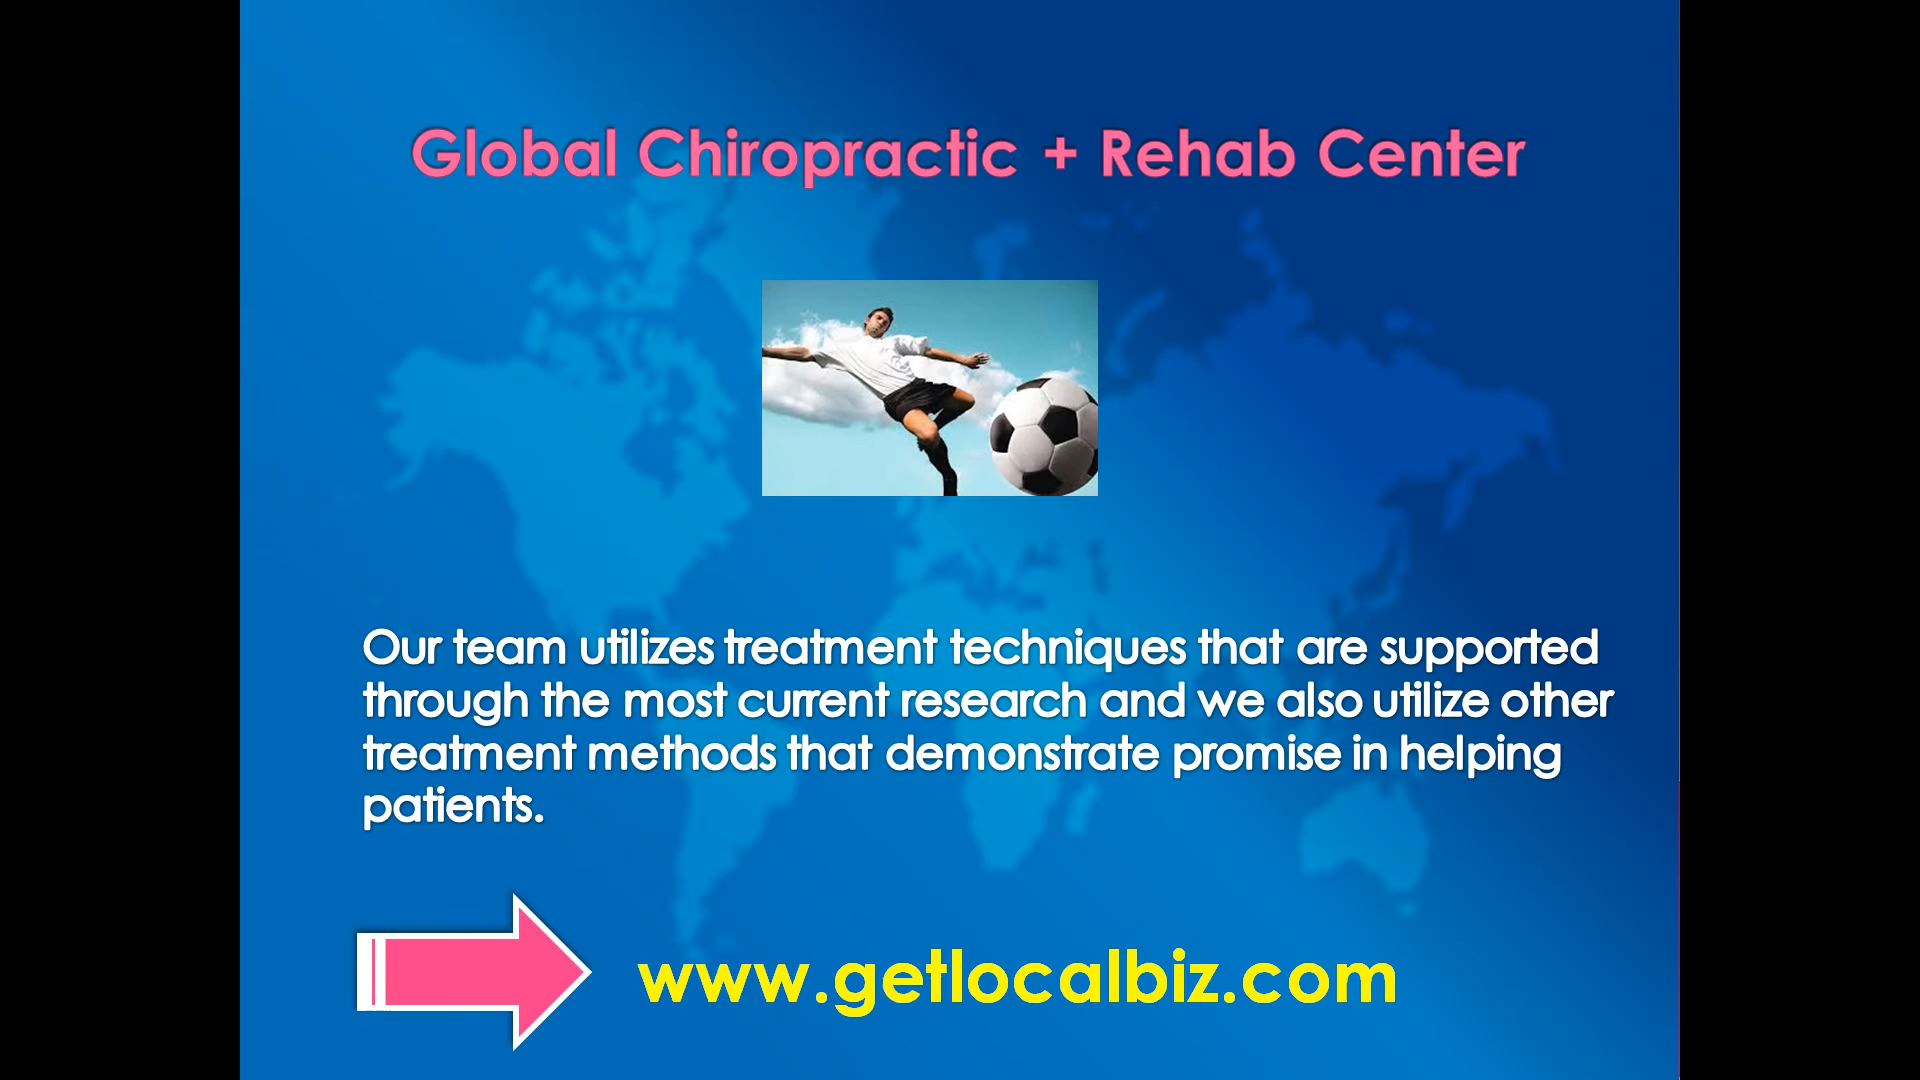 Global Chiropractic + Rehab Center
Our team utilizes treatment techniques that are supported
through the most current research and we also utilize other
treatment methods that demonstrate promise in helping
patients.
www.getlocalbiz.com